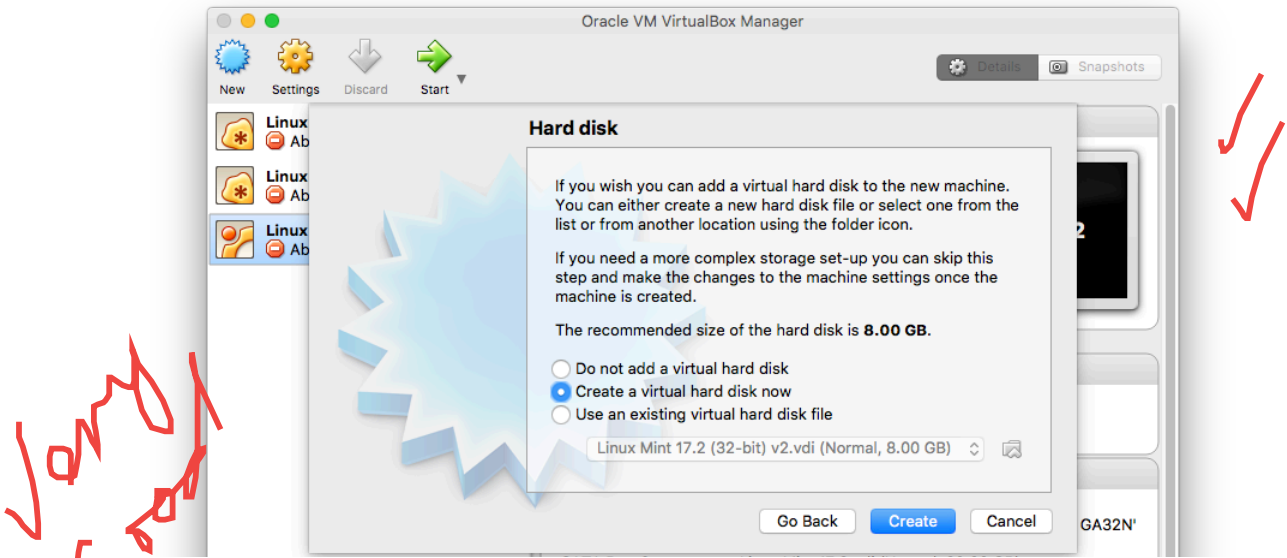 Oracle VM VirtualBox Manager
New Settings Discard Start Details Snapshots
Linux
Ab
Linux
Ab
Linux
Ab
Hard disk
If you wish you can add a virtual hard disk to the new machine.
You can either create a new hard disk file or select one from the
list or from another location using the folder icon.
If you need a more complex storage set-up you can skip this
step and make the changes to the machine settings once the
machine is created.
The recommended size of the hard disk is 8.00 GB.
Do not add a virtual hard disk
Create a virtual hard disk now
Use an existing virtual hard disk file
Linux Mint 17.2 (32-bit) v2.vdi (Normal, 8.00 GB)
Go Back Create Cancel
2
GA32N'